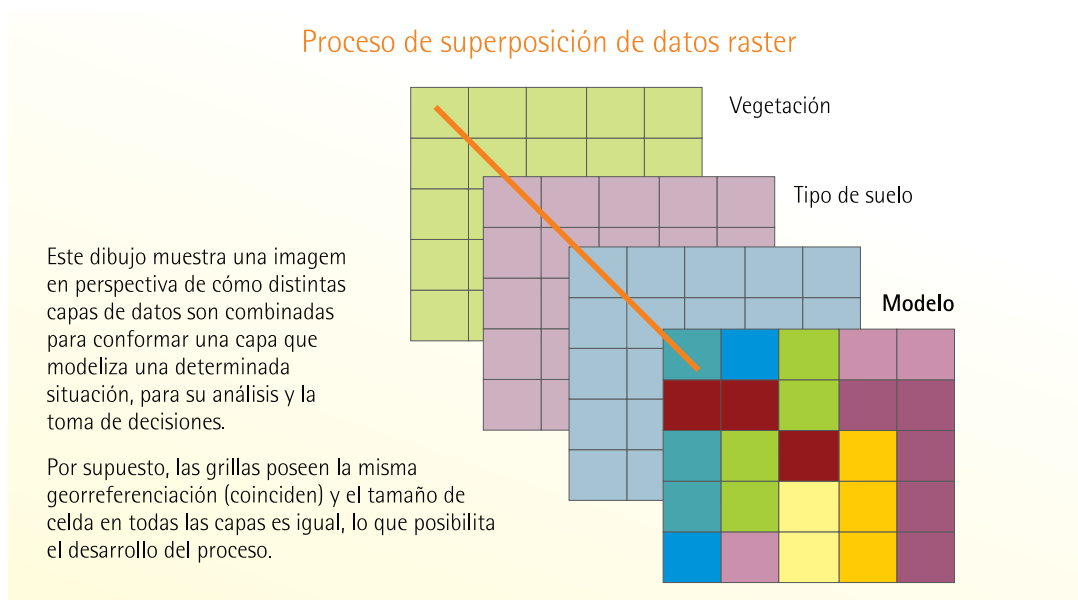 Proceso de superposición de datos raster
Vegetación
Tipo de suelo
Modelo
Este dibujo muestra una imagem
en perspectiva de cómo distintas
capas de datos son combinadas
para conformar una capa que
modeliza una determinada
situación, para su análisis y la
toma de decisiones.
Por supuesto, las grillas poseen la misma
georreferenciación (coinciden) y el tamaño de
celda en todas las capas es igual, lo que posibilita
el desarrollo del proceso.